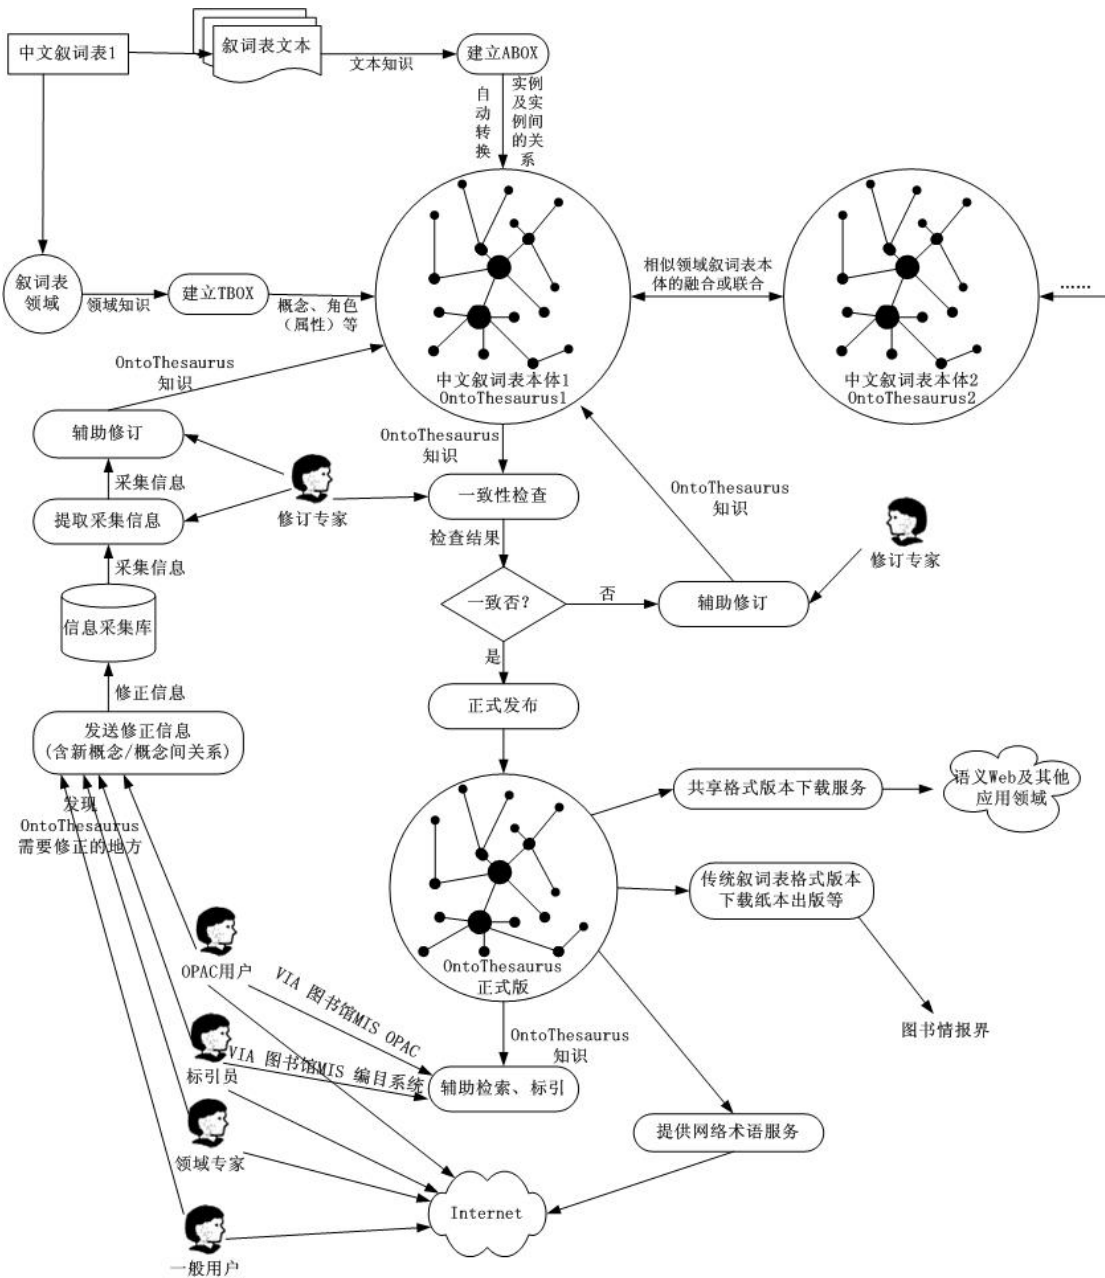 中文叙词表1
叙词表文本
文本知识
建立ABOX
自动转换
实例
及实
例间
的关
系
叙词表
领域
领域知识
建立TBOX
概念、角色
（属性）等
中文叙词表本体1
OntoThesaurus1
相似领域叙词表本
体的融合或联合
中文叙词表本体2
OntoThesaurus2
......
OntoThesaurus
知识
辅助修订
采集信息
提取采集信息
采集信息
信息采集库
修正信息
发送修正信息
(含新概念/概念间关系)
发现
OntoThesaurus
需要修正的地方
修订专家
OntoThesaurus
知识
一致性检查
检查结果
一致否?
否
是
辅助修订
OntoThesaurus
知识
修订专家
正式发布
OntoThesaurus
正式版
共享格式版本下载服务
语义Web及其他
应用领域
传统叙词表格式版本
下载纸本出版等
图书情报界
OntoThesaurus
知识
辅助检索、标引
提供网络术语服务
Internet
OPAC用户
VIA 图书馆MIS OPAC
标引员
VIA 图书馆MIS 编目系统
领域专家
一般用户